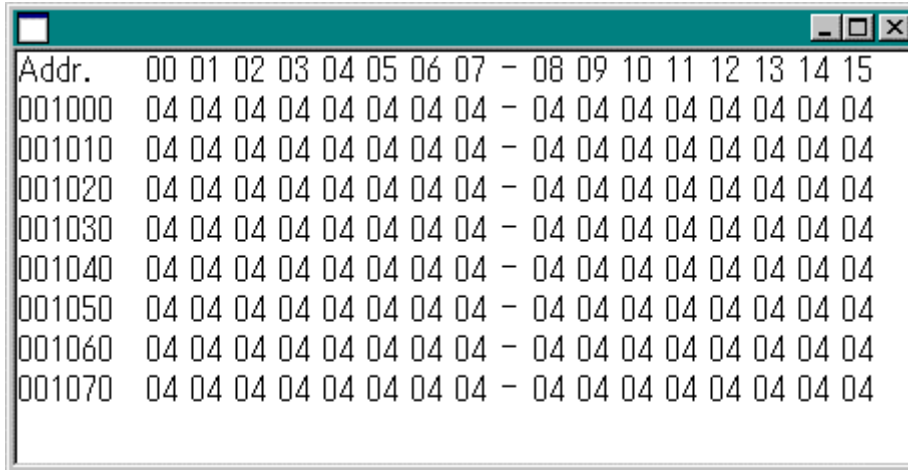 Addr. 00 01 02 03 04 05 06 07 - 08 09 10 11 12 13 14 15
001000 04 04 04 04 04 04 04 04 - 04 04 04 04 04 04 04 04
001010 04 04 04 04 04 04 04 04 - 04 04 04 04 04 04 04 04
001020 04 04 04 04 04 04 04 04 - 04 04 04 04 04 04 04 04
001030 04 04 04 04 04 04 04 04 - 04 04 04 04 04 04 04 04
001040 04 04 04 04 04 04 04 04 - 04 04 04 04 04 04 04 04
001050 04 04 04 04 04 04 04 04 - 04 04 04 04 04 04 04 04
001060 04 04 04 04 04 04 04 04 - 04 04 04 04 04 04 04 04
001070 04 04 04 04 04 04 04 04 - 04 04 04 04 04 04 04 04